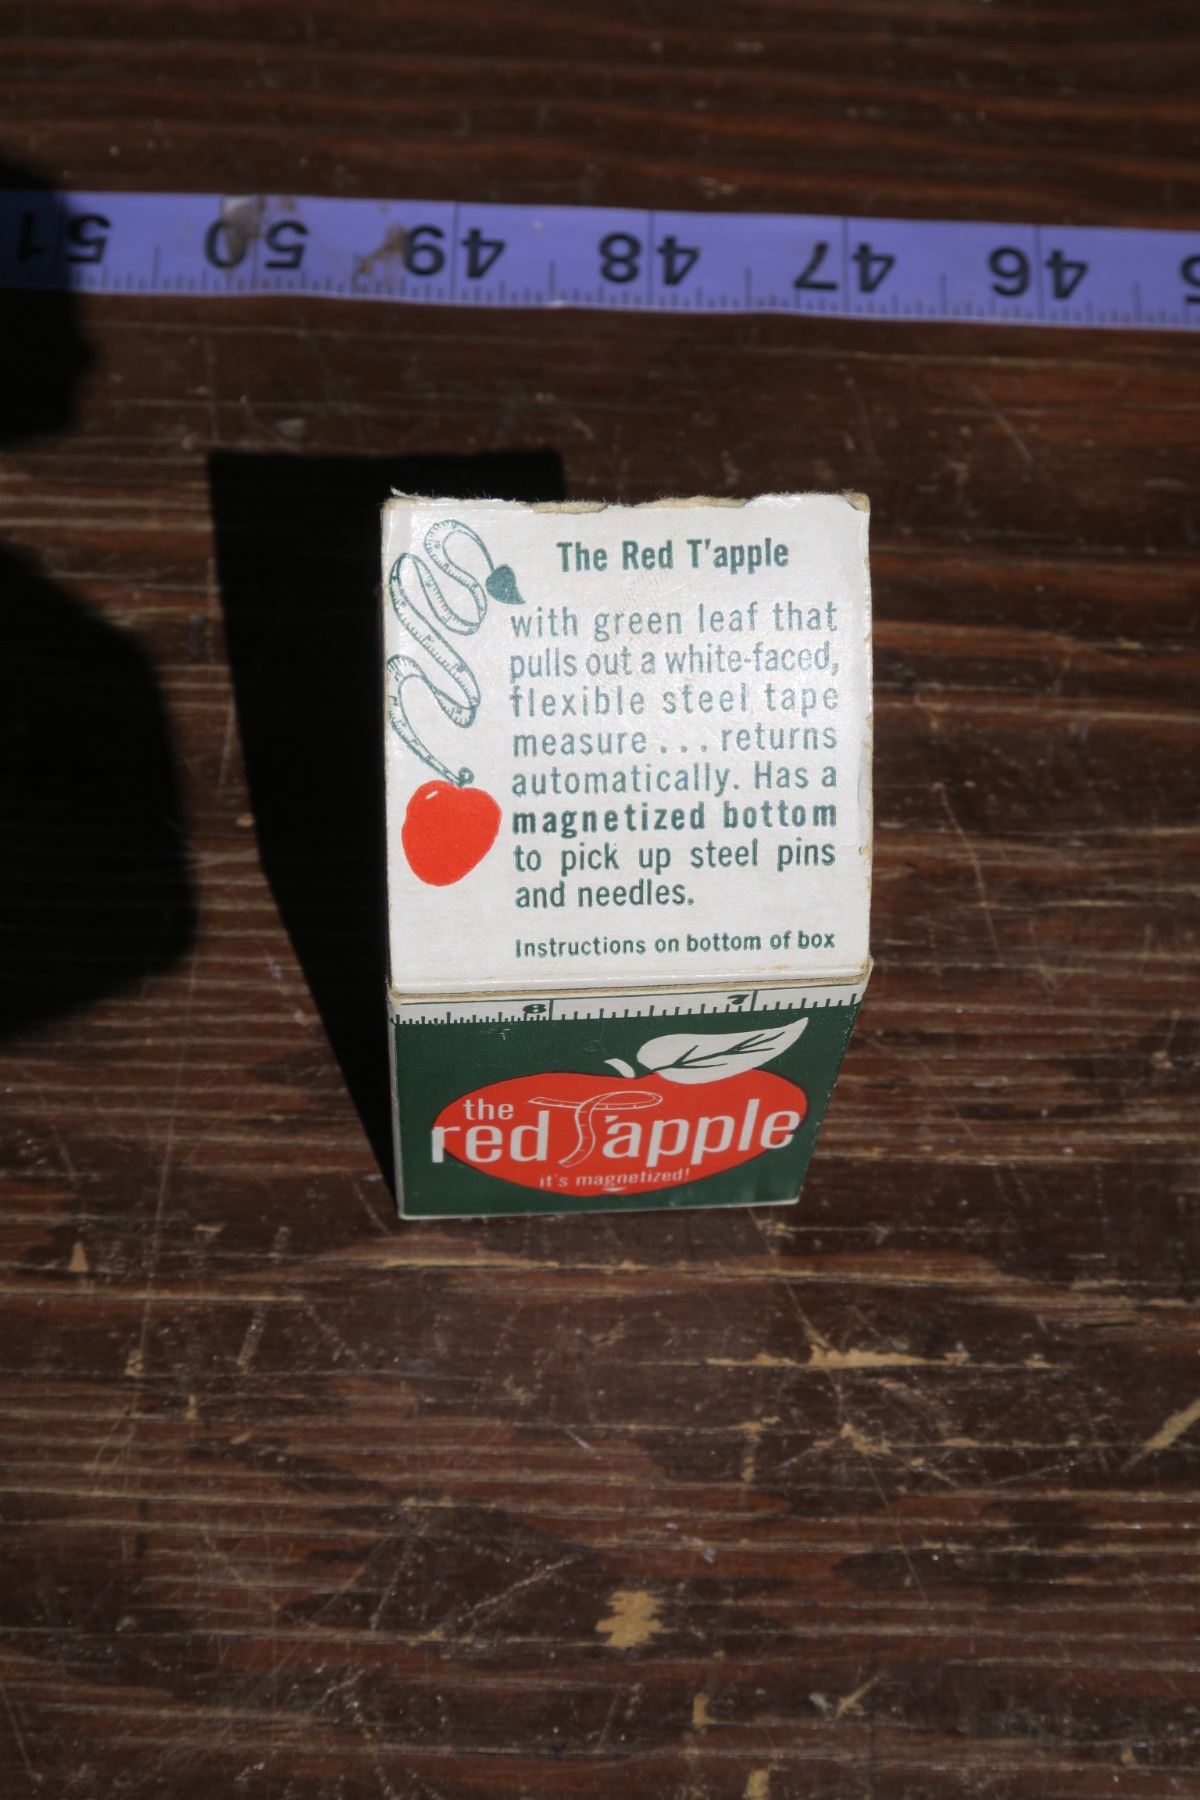 51 50 49 48 47 46
The Red T'apple
with green leaf that
pulls out a white-faced,
flexible steel tape
measure ... returns
automatically. Has a
magnetized bottom
to pick up steel pins
and needles.
Instructions on bottom of box
6 7
the
red T'apple
it's magnetized!